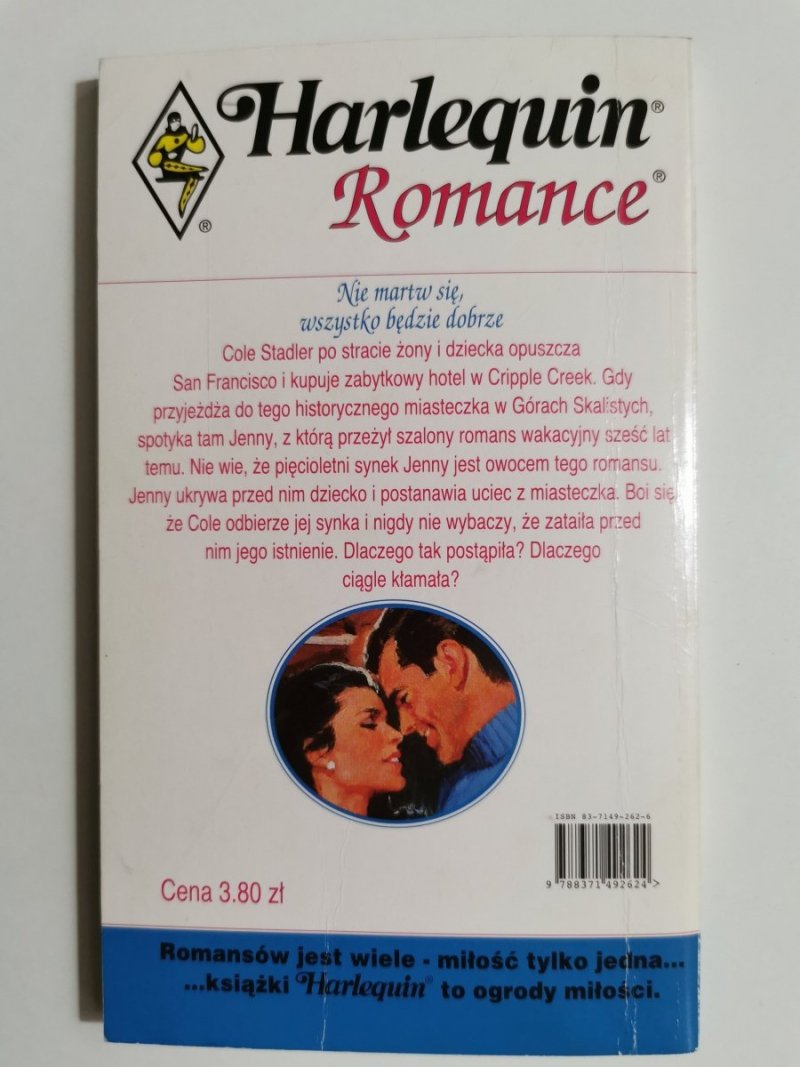 Harlequin®
Romance®
®
Nie martw się,
wszystko będzie dobrze
Cole Stadler po stracie żony i dziecka opuszcza
San Francisco i kupuje zabytkowy hotel w Cripple Creek. Gdy
przyjeżdża do tego historycznego miasteczka w Górach Skalistych,
spotyka tam Jenny, z którą przeżył szalony romans wakacyjny sześć lat
temu. Nie wie, że pięcioletni synek Jenny jest owocem tego romansu.
Jenny ukrywa przed nim dziecko i postanawia uciec z miasteczka. Boi się,
że Cole odbierze jej synka i nigdy nie wybaczy, że zataiła przed
nim jego istnienie. Dlaczego tak postąpiła? Dlaczego
ciągle kłamała?
ISBN 83-7149-262-6
9 788371 492624 >
Cena 3.80 zł
Romansów jest wiele - miłość tylko jedna...
...książki Harlequin® to ogrody miłości.